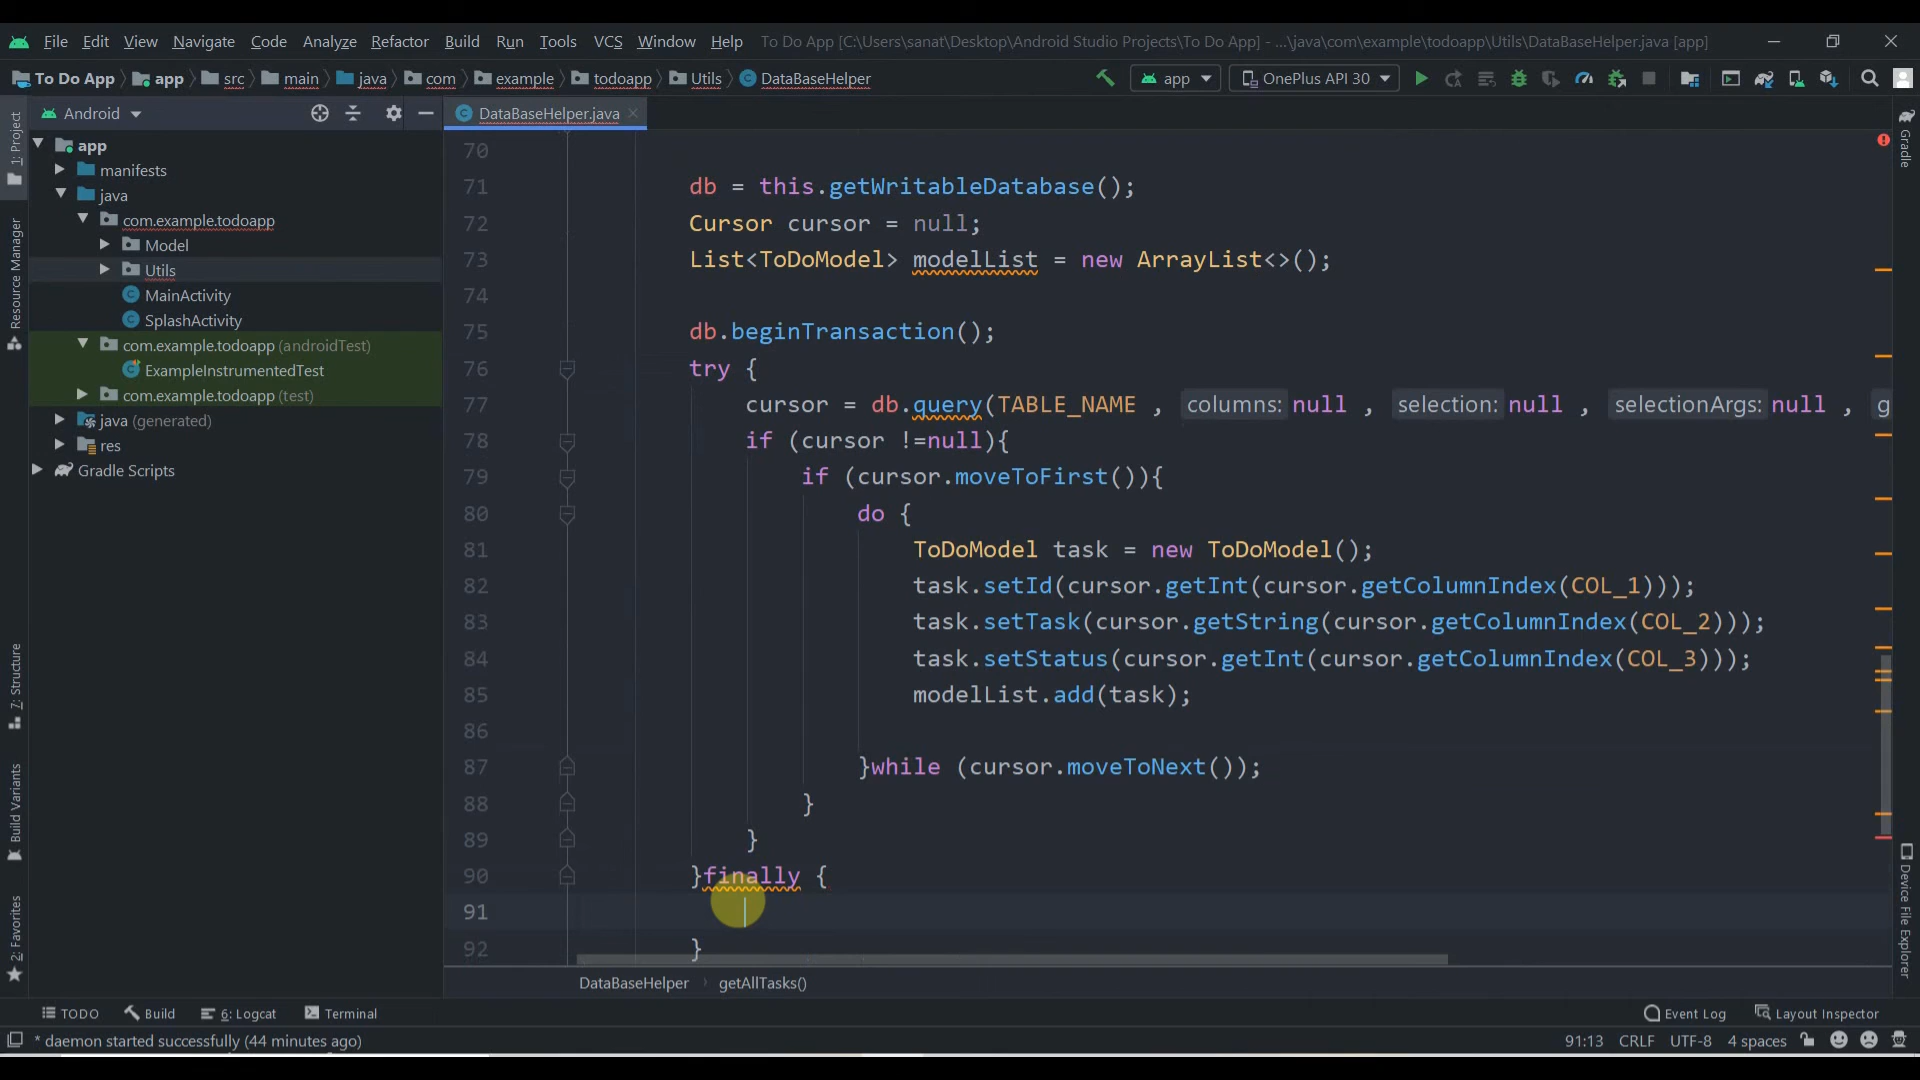 File Edit View Navigate Code Analyze Refactor Build Run Tools VCS Window Help To Do App [C:\Users\sanat\Desktop\Android Studio Projects\To Do App] - ...\java\com\example\todoapp\Utils\DataBaseHelper.java [app]
To Do App app src main java com example todoapp Utils DataBaseHelper app OnePlus API 30
Android DataBaseHelper.java
1: Project
Resource Manager
7: Structure
Build Variants
2: Favorites
app
manifests
java
com.example.todoapp
Model
Utils
MainActivity
SplashActivity
com.example.todoapp (androidTest)
ExampleInstrumentedTest
com.example.todoapp (test)
java (generated)
res
Gradle Scripts
70
71 db = this.getWritableDatabase();
72 Cursor cursor = null;
73 List<ToDoModel> modelList = new ArrayList<>();
74
75 db.beginTransaction();
76 try {
77 cursor = db.query(TABLE_NAME , columns: null , selection: null , selectionArgs: null , g
78 if (cursor !=null){
79 if (cursor.moveToFirst()){
80 do {
81 ToDoModel task = new ToDoModel();
82 task.setId(cursor.getInt(cursor.getColumnIndex(COL_1)));
83 task.setTask(cursor.getString(cursor.getColumnIndex(COL_2)));
84 task.setStatus(cursor.getInt(cursor.getColumnIndex(COL_3)));
85 modelList.add(task);
86
87 }while (cursor.moveToNext());
88 }
89 }
90 }finally {
91
92 }
Gradle
Device File Explorer
DataBaseHelper getAllTasks()
TODO Build 6: Logcat Terminal Event Log Layout Inspector
* daemon started successfully (44 minutes ago) 91:13 CRLF UTF-8 4 spaces